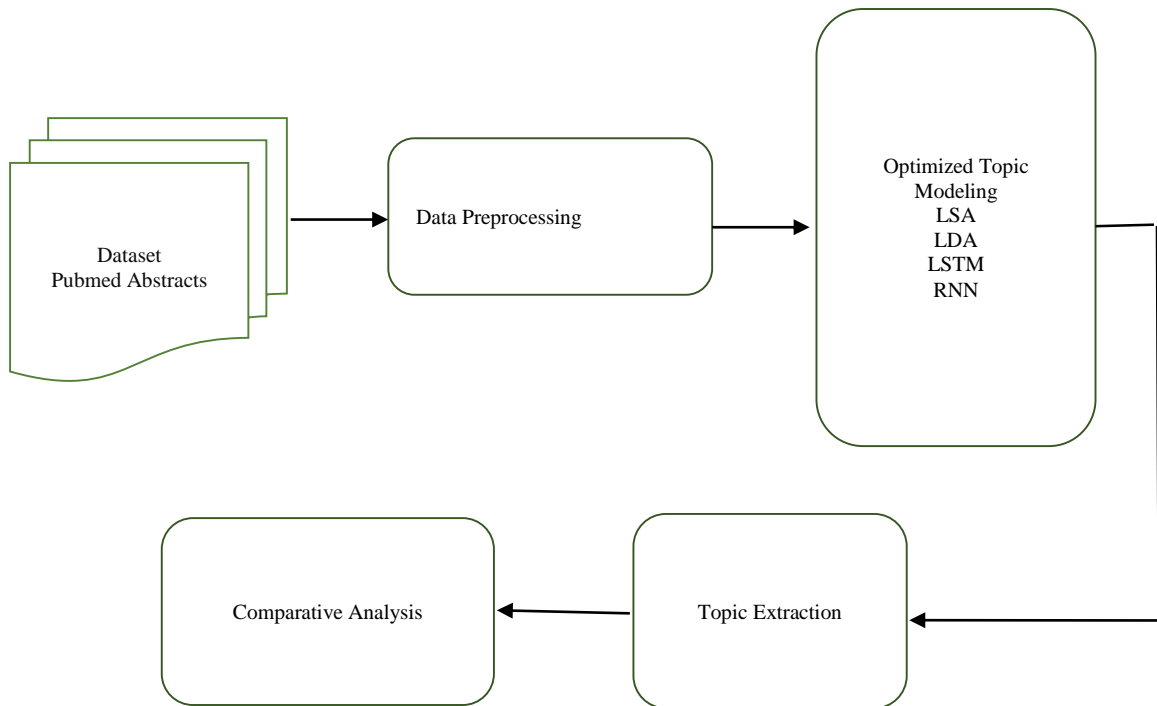 Dataset
Pubmed Abstracts
Data Preprocessing
Optimized Topic
Modeling
LSA
LDA
LSTM
RNN
Topic Extraction
Comparative Analysis